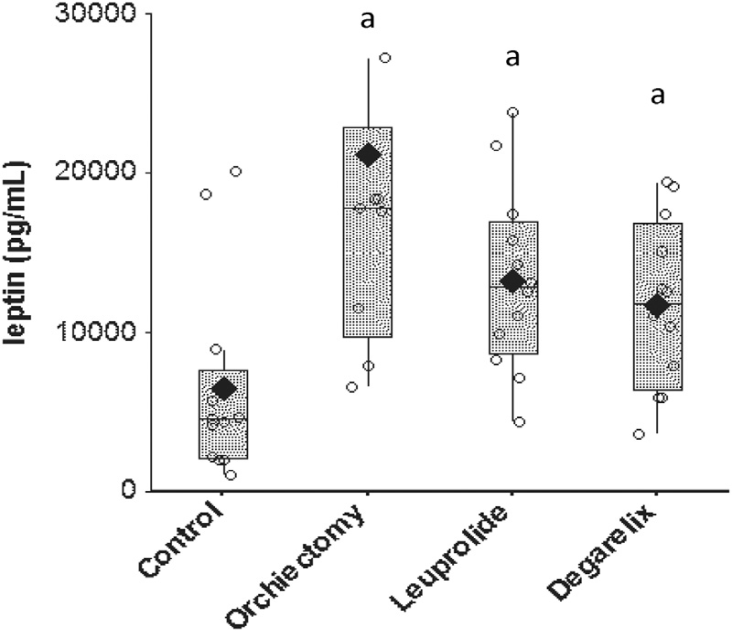 30000
a
a
a
20000
leptin (pg/mL)
10000
0
Control
Orchiectomy
Leuprolide
Degarelix